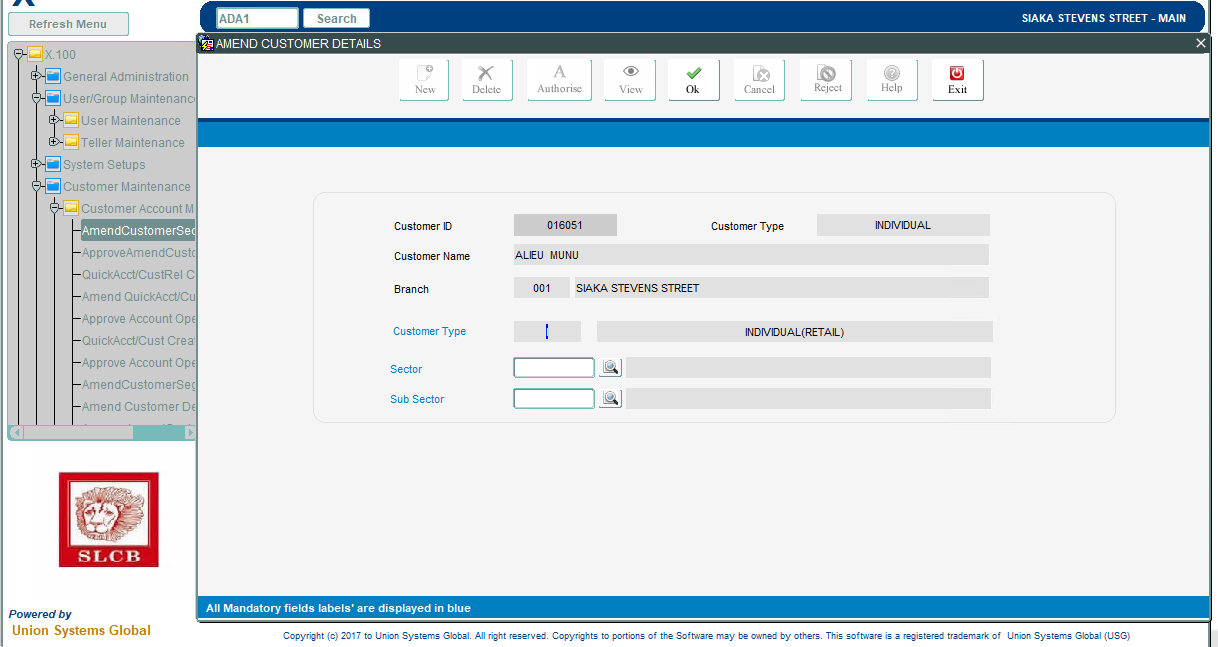 Refresh Menu
ADA1
Search
SIAKA STEVENS STREET - MAIN
AMEND CUSTOMER DETAILS
New
Delete
Authorise
View
Ok
Cancel
Reject
Help
Exit
X.100
General Administration
User/Group Maintenanc
User Maintenance
Teller Maintenance
System Setups
Customer Maintenance
Customer Account M
AmendCustomerSec
ApproveAmendCusto
QuickAcct/CustRel C
Amend QuickAcct/Cu
Approve Account Ope
QuickAcct/Cust Crea
Approve Account Ope
AmendCustomerSeg
Amend Customer De
Customer ID
016051
Customer Type
INDIVIDUAL
Customer Name
ALIEU MUNU
Branch
001
SIAKA STEVENS STREET
Customer Type
INDIVIDUAL(RETAIL)
Sector
Sub Sector
SLCB
Powered by
Union Systems Global
All Mandatory fields labels' are displayed in blue
Copyright (c) 2017 to Union Systems Global. All right reserved. Copyrights to portions of the Software may be owned by others. This software is a registered trademark of Union Systems Global (USG)